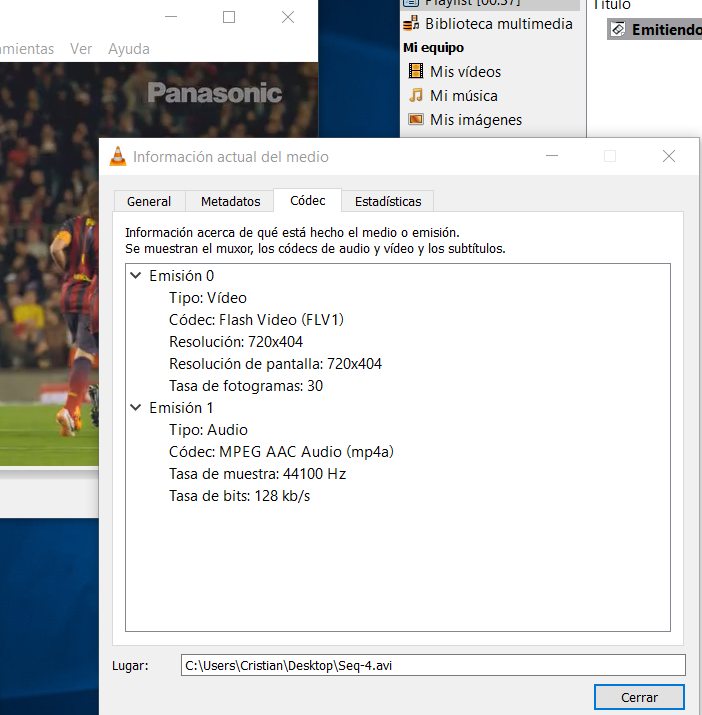 Playlist [00:37]
Título
Biblioteca multimedia
Emitiendo
Mi equipo
Ver Ayuda
Mis vídeos
Mi música
Panasonic
Mis imágenes
Información actual del medio
General Metadatos Códec Estadísticas
Información acerca de qué está hecho el medio o emisión.
Se muestran el muxor, los códecs de audio y vídeo y los subtítulos.
Emisión 0
Tipo: Vídeo
Códec: Flash Video (FLV1)
Resolución: 720x404
Resolución de pantalla: 720x404
Tasa de fotogramas: 30
Emisión 1
Tipo: Audio
Códec: MPEG AAC Audio (mp4a)
Tasa de muestra: 44100 Hz
Tasa de bits: 128 kb/s
Lugar: C:\Users\Cristian\Desktop\Seq-4.avi
Cerrar